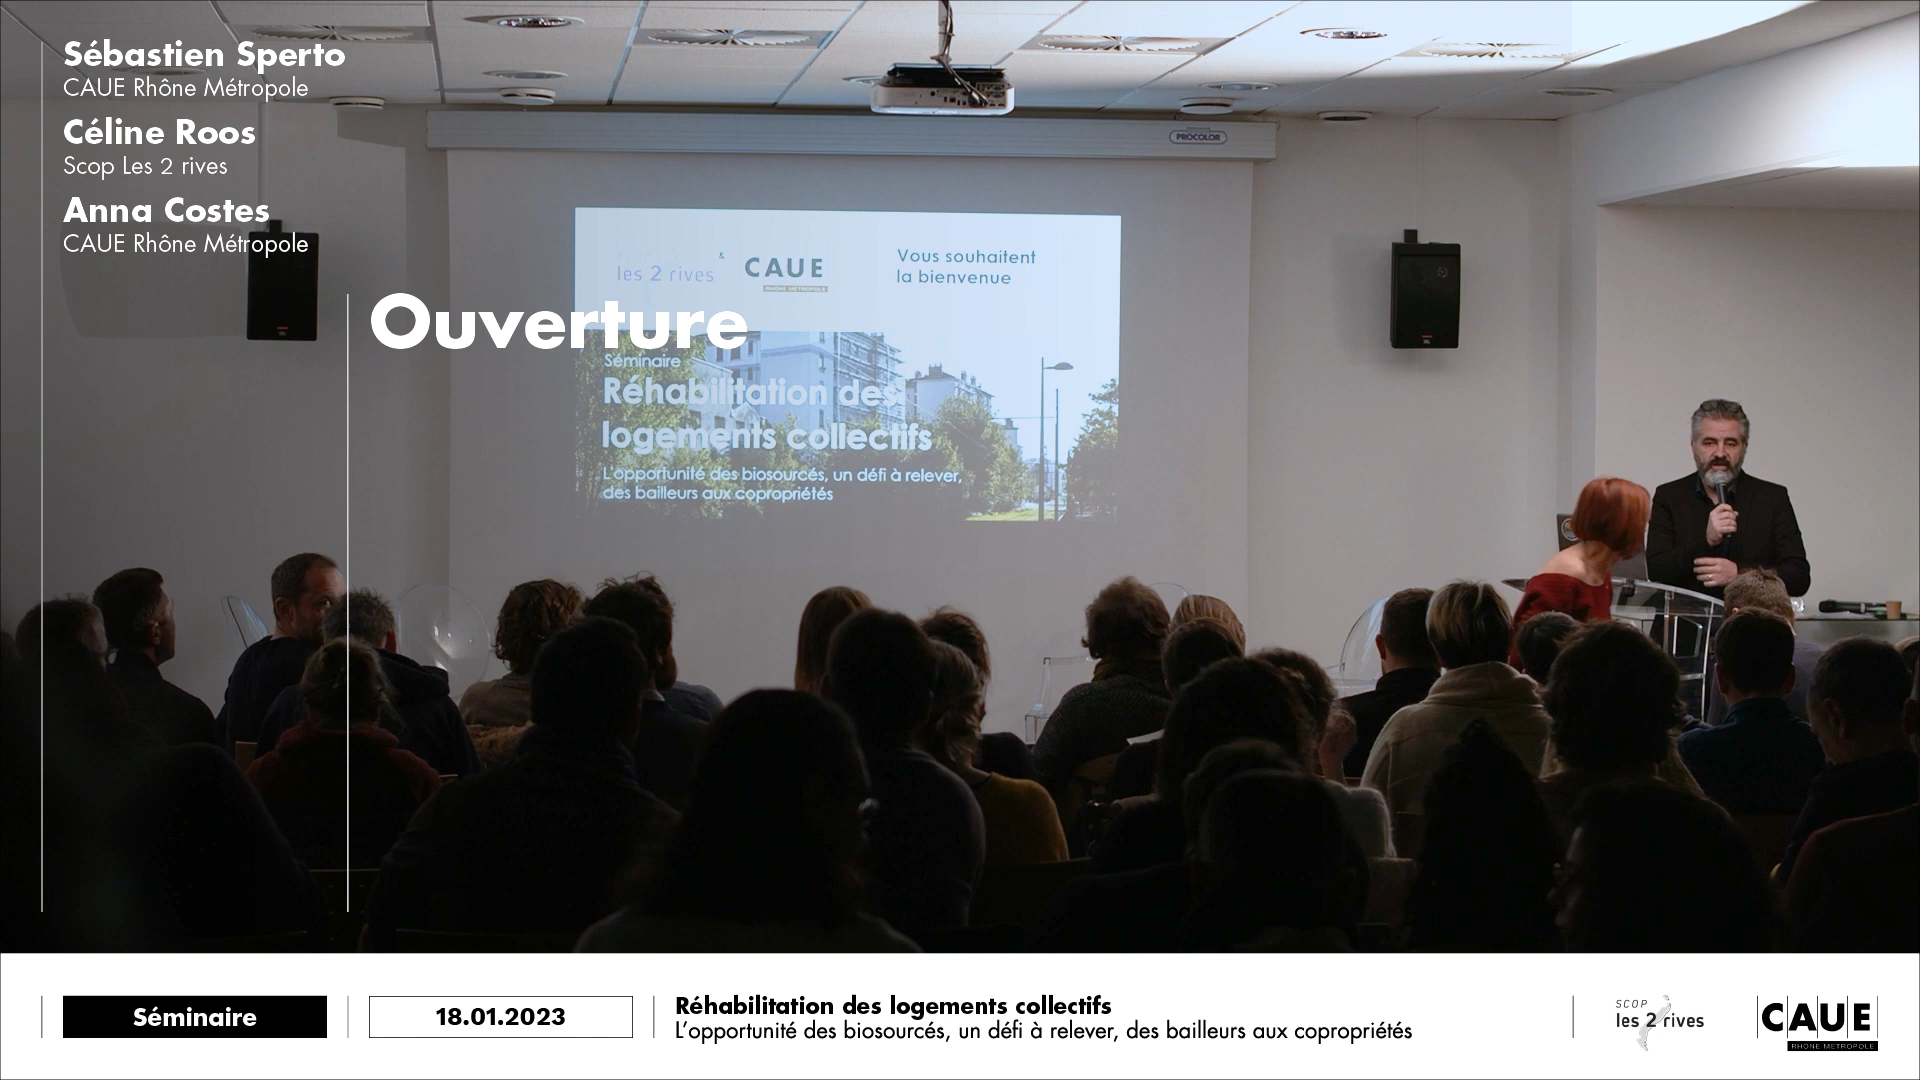 Sébastien Sperto
CAUE Rhône Métropole
Céline Roos
Scop Les 2 rives
Anna Costes
CAUE Rhône Métropole
PROCOLOR
les 2 rives
&
CAUE
RHÔNE MÉTROPOLE
Vous souhaitent
la bienvenue
Ouverture
Séminaire
Réhabilitation des
logements collectifs
L'opportunité des biosourcés, un défi à relever,
des bailleurs aux copropriétés
Séminaire
18.01.2023
Réhabilitation des logements collectifs
L'opportunité des biosourcés, un défi à relever, des bailleurs aux copropriétés
SCOP
les 2 rives
CAUE
RHÔNE MÉTROPOLE